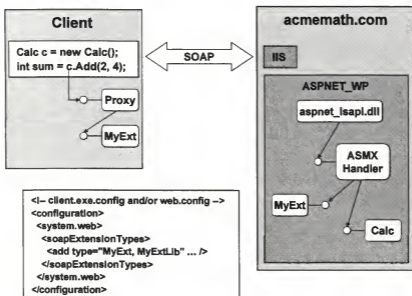 Client
Calc c = new Calc();
int sum = c.Add(2, 4);
Proxy
MyExt
SOAP
acmemath.com
IIS
ASPNET_WP
aspnet_isapi.dll
ASMX
Handler
MyExt
Calc
<!-- client.exe.config and/or web.config -->
<configuration>
<system.web>
<soapExtensionTypes>
<add type="MyExt, MyExtLib" ... />
</soapExtensionTypes>
</system.web>
</configuration>